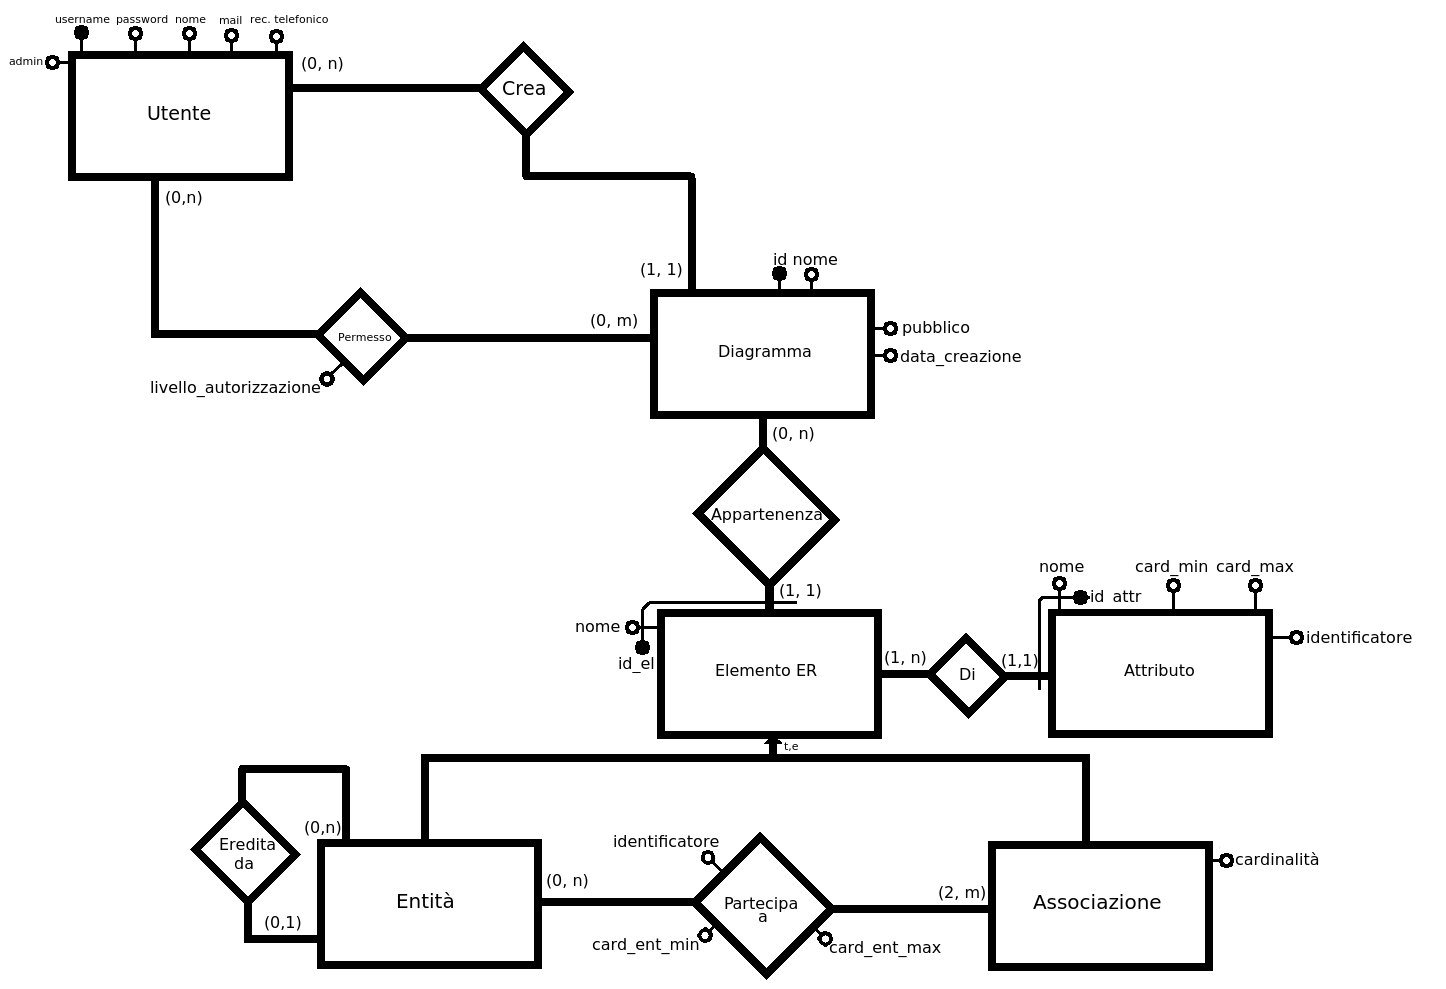 username password nome mail rec. telefonico
admin
(0, n)
Utente
Crea
(0,n)
(1, 1)
id nome
pubblico
data_creazione
(0, m)
Permesso
Diagramma
livello_autorizzazione
(0, n)
Appartenenza
(1, 1)
nome
id_el
Elemento ER
(1, n)
Di
(1,1)
nome
card_min
card_max
id_attr
identificatore
Attributo
t,e
Eredita
da
(0,n)
(0,1)
Entità
(0, n)
identificatore
Partecipa
a
card_ent_min
card_ent_max
(2, m)
Associazione
cardinalità